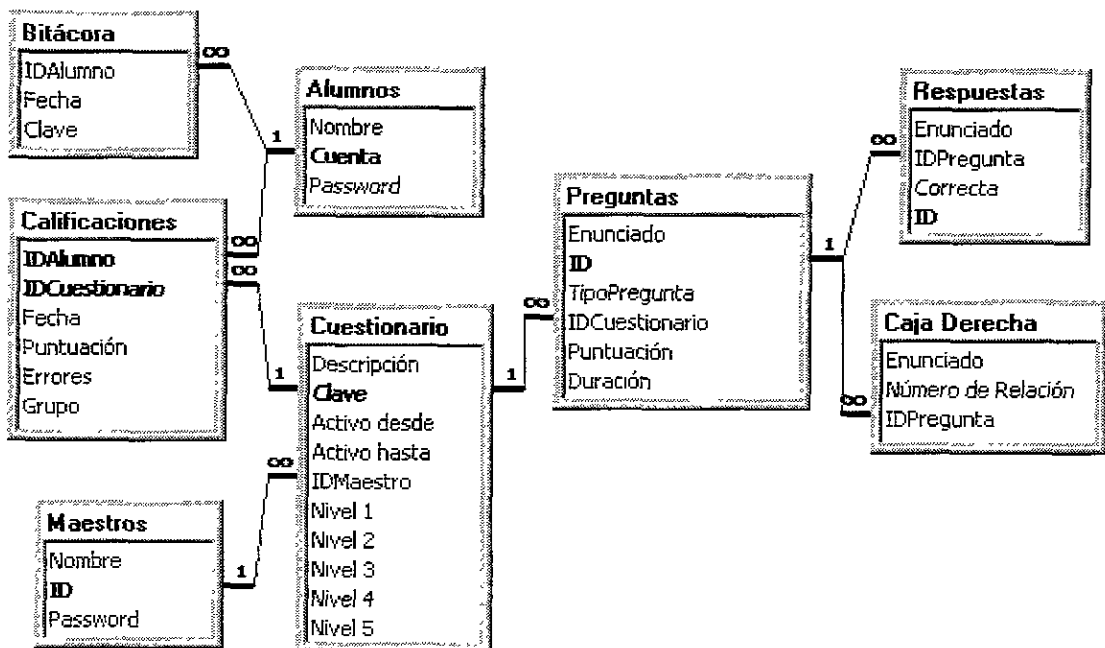 Bitácora
IDAlumno
Fecha
Clave
∞
1
Alumnos
Nombre
Cuenta
Password
Calificaciones
IDAlumno
IDCuestionario
Fecha
Puntuación
Errores
Grupo
∞
∞
1
Maestros
Nombre
ID
Password
1
∞
Cuestionario
Descripción
Clave
Activo desde
Activo hasta
IDMaestro
Nivel 1
Nivel 2
Nivel 3
Nivel 4
Nivel 5
1
∞
Preguntas
Enunciado
ID
TipoPregunta
IDCuestionario
Puntuación
Duración
1
∞
∞
Respuestas
Enunciado
IDPregunta
Correcta
ID
Caja Derecha
Enunciado
Número de Relación
IDPregunta